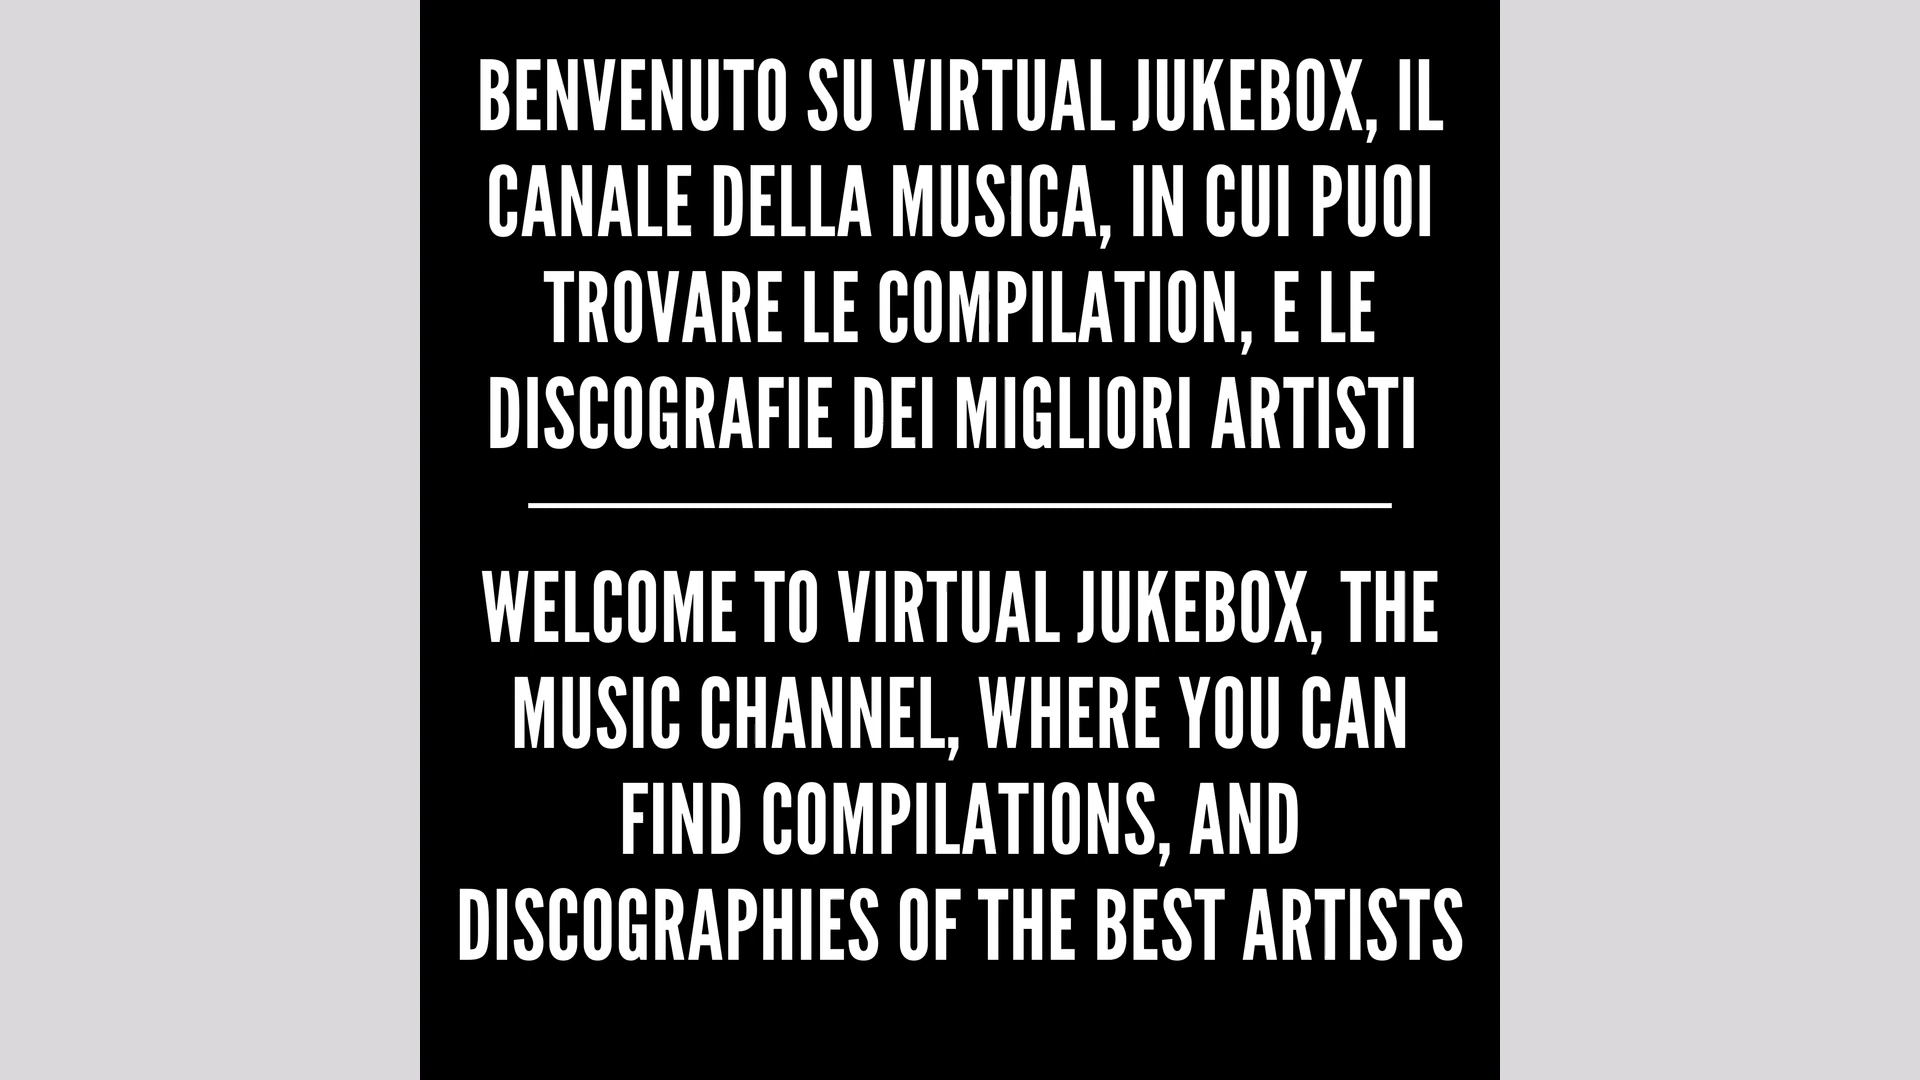 BENVENUTO SU VIRTUAL JUKEBOX, IL
CANALE DELLA MUSICA, IN CUI PUOI
TROVARE LE COMPILATION, E LE
DISCOGRAFIE DEI MIGLIORI ARTISTI
WELCOME TO VIRTUAL JUKEBOX, THE
MUSIC CHANNEL, WHERE YOU CAN
FIND COMPILATIONS, AND
DISCOGRAPHIES OF THE BEST ARTISTS